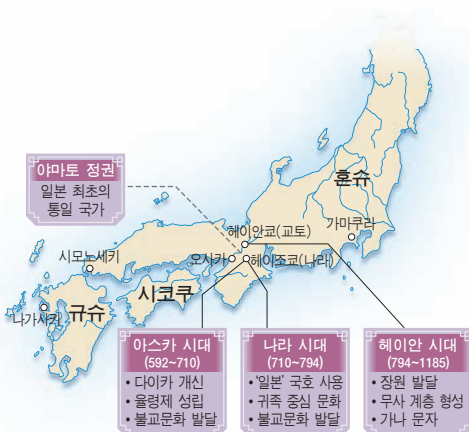 혼슈
야마토 정권
일본 최초의
통일 국가
헤이안쿄(교토)
가마쿠라
시모노세키
오사카
헤이조쿄(나라)
시코쿠
나가사키
규슈
아스카 시대
(592~710)
• 다이카 개신
• 율령제 성립
• 불교문화 발달
나라 시대
(710~794)
• '일본' 국호 사용
• 귀족 중심 문화
• 불교문화 발달
헤이안 시대
(794~1185)
• 장원 발달
• 무사 계층 형성
• 가나 문자